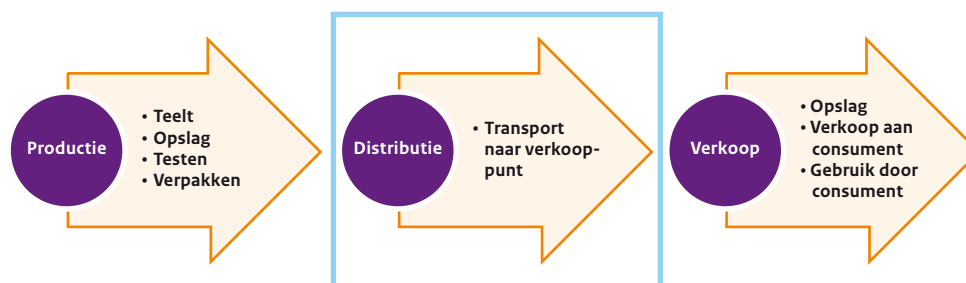 Productie
• Teelt
• Opslag
• Testen
• Verpakken
Distributie
• Transport
naar verkoop-
punt
Verkoop
• Opslag
• Verkoop aan
consument
• Gebruik door
consument